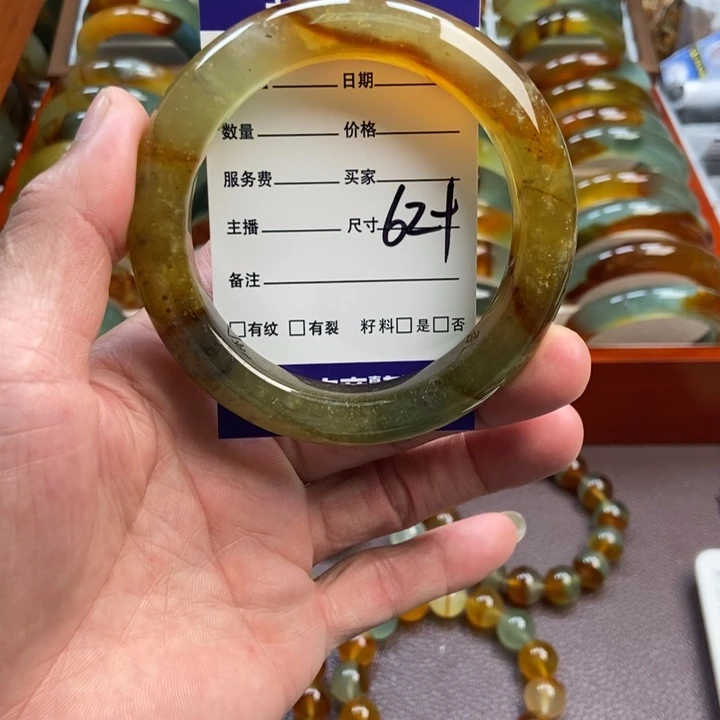 日期
数量 价格
服务费 买家
主播 尺寸 62+
备注
□有纹 □有裂 籽料□是□否